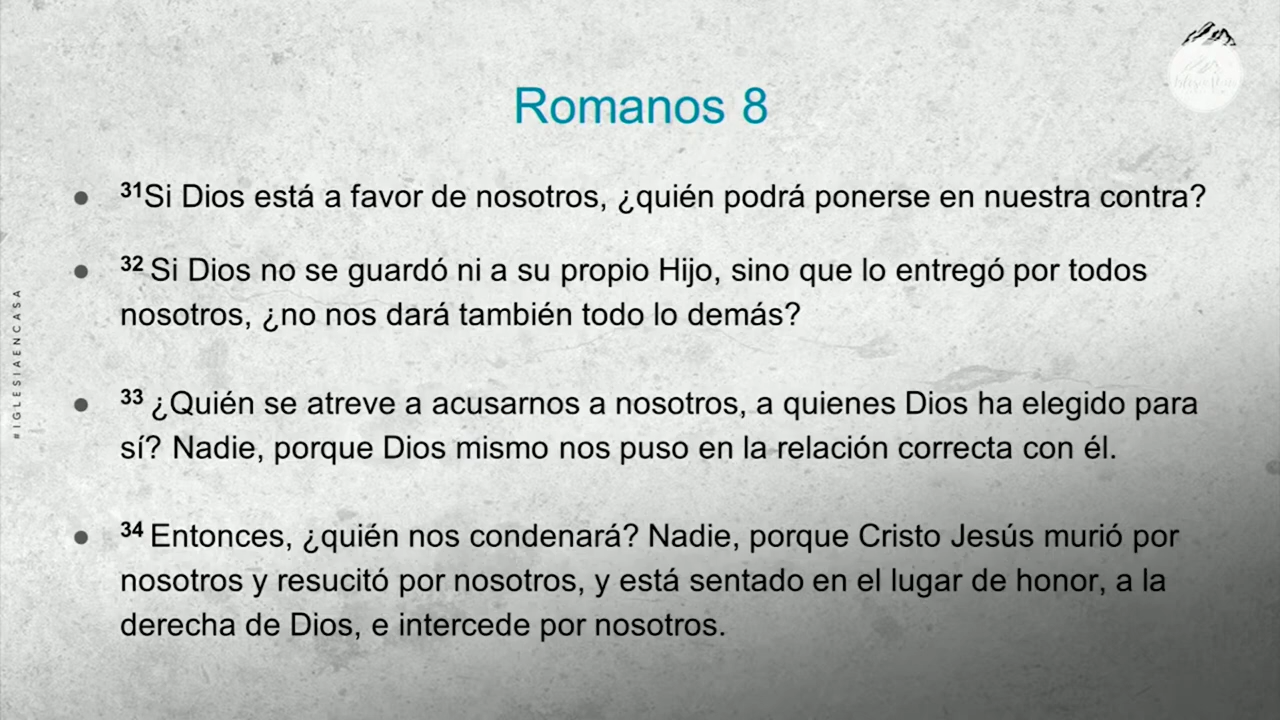 Romanos 8
● ³¹Si Dios está a favor de nosotros, ¿quién podrá ponerse en nuestra contra?
● ³² Si Dios no se guardó ni a su propio Hijo, sino que lo entregó por todos
nosotros, ¿no nos dará también todo lo demás?
● ³³ ¿Quién se atreve a acusarnos a nosotros, a quienes Dios ha elegido para
sí? Nadie, porque Dios mismo nos puso en la relación correcta con él.
● ³⁴ Entonces, ¿quién nos condenará? Nadie, porque Cristo Jesús murió por
nosotros y resucitó por nosotros, y está sentado en el lugar de honor, a la
derecha de Dios, e intercede por nosotros.
#IGLESIAENCASA